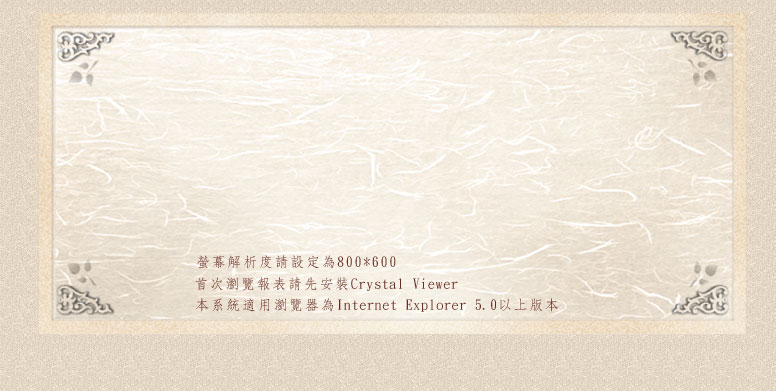 螢幕解析度請設定為800*600
首次瀏覽報表請先安裝Crystal Viewer
本系統適用瀏覽器為Internet Explorer 5.0以上版本